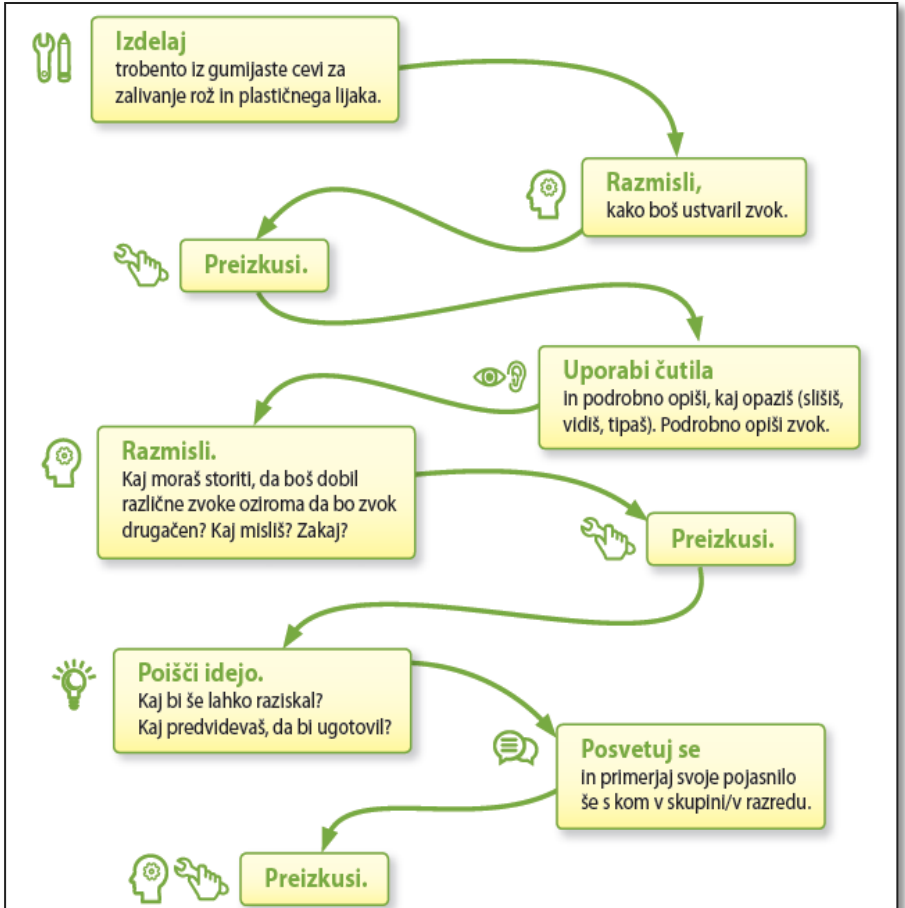 Izdelaj
trobento iz gumijaste cevi za
zalivanje rož in plastičnega lijaka.
Razmisli,
kako boš ustvaril zvok.
Preizkusi.
Uporabi čutila
in podrobno opiši, kaj opaziš (slišiš,
vidiš, tipaš). Podrobno opiši zvok.
Razmisli.
Kaj moraš storiti, da boš dobil
različne zvoke oziroma da bo zvok
drugačen? Kaj misliš? Zakaj?
Preizkusi.
Poišči idejo.
Kaj bi še lahko raziskal?
Kaj predvidevaš, da bi ugotovil?
Posvetuj se
in primerjaj svoje pojasnilo
še s kom v skupini/v razredu.
Preizkusi.